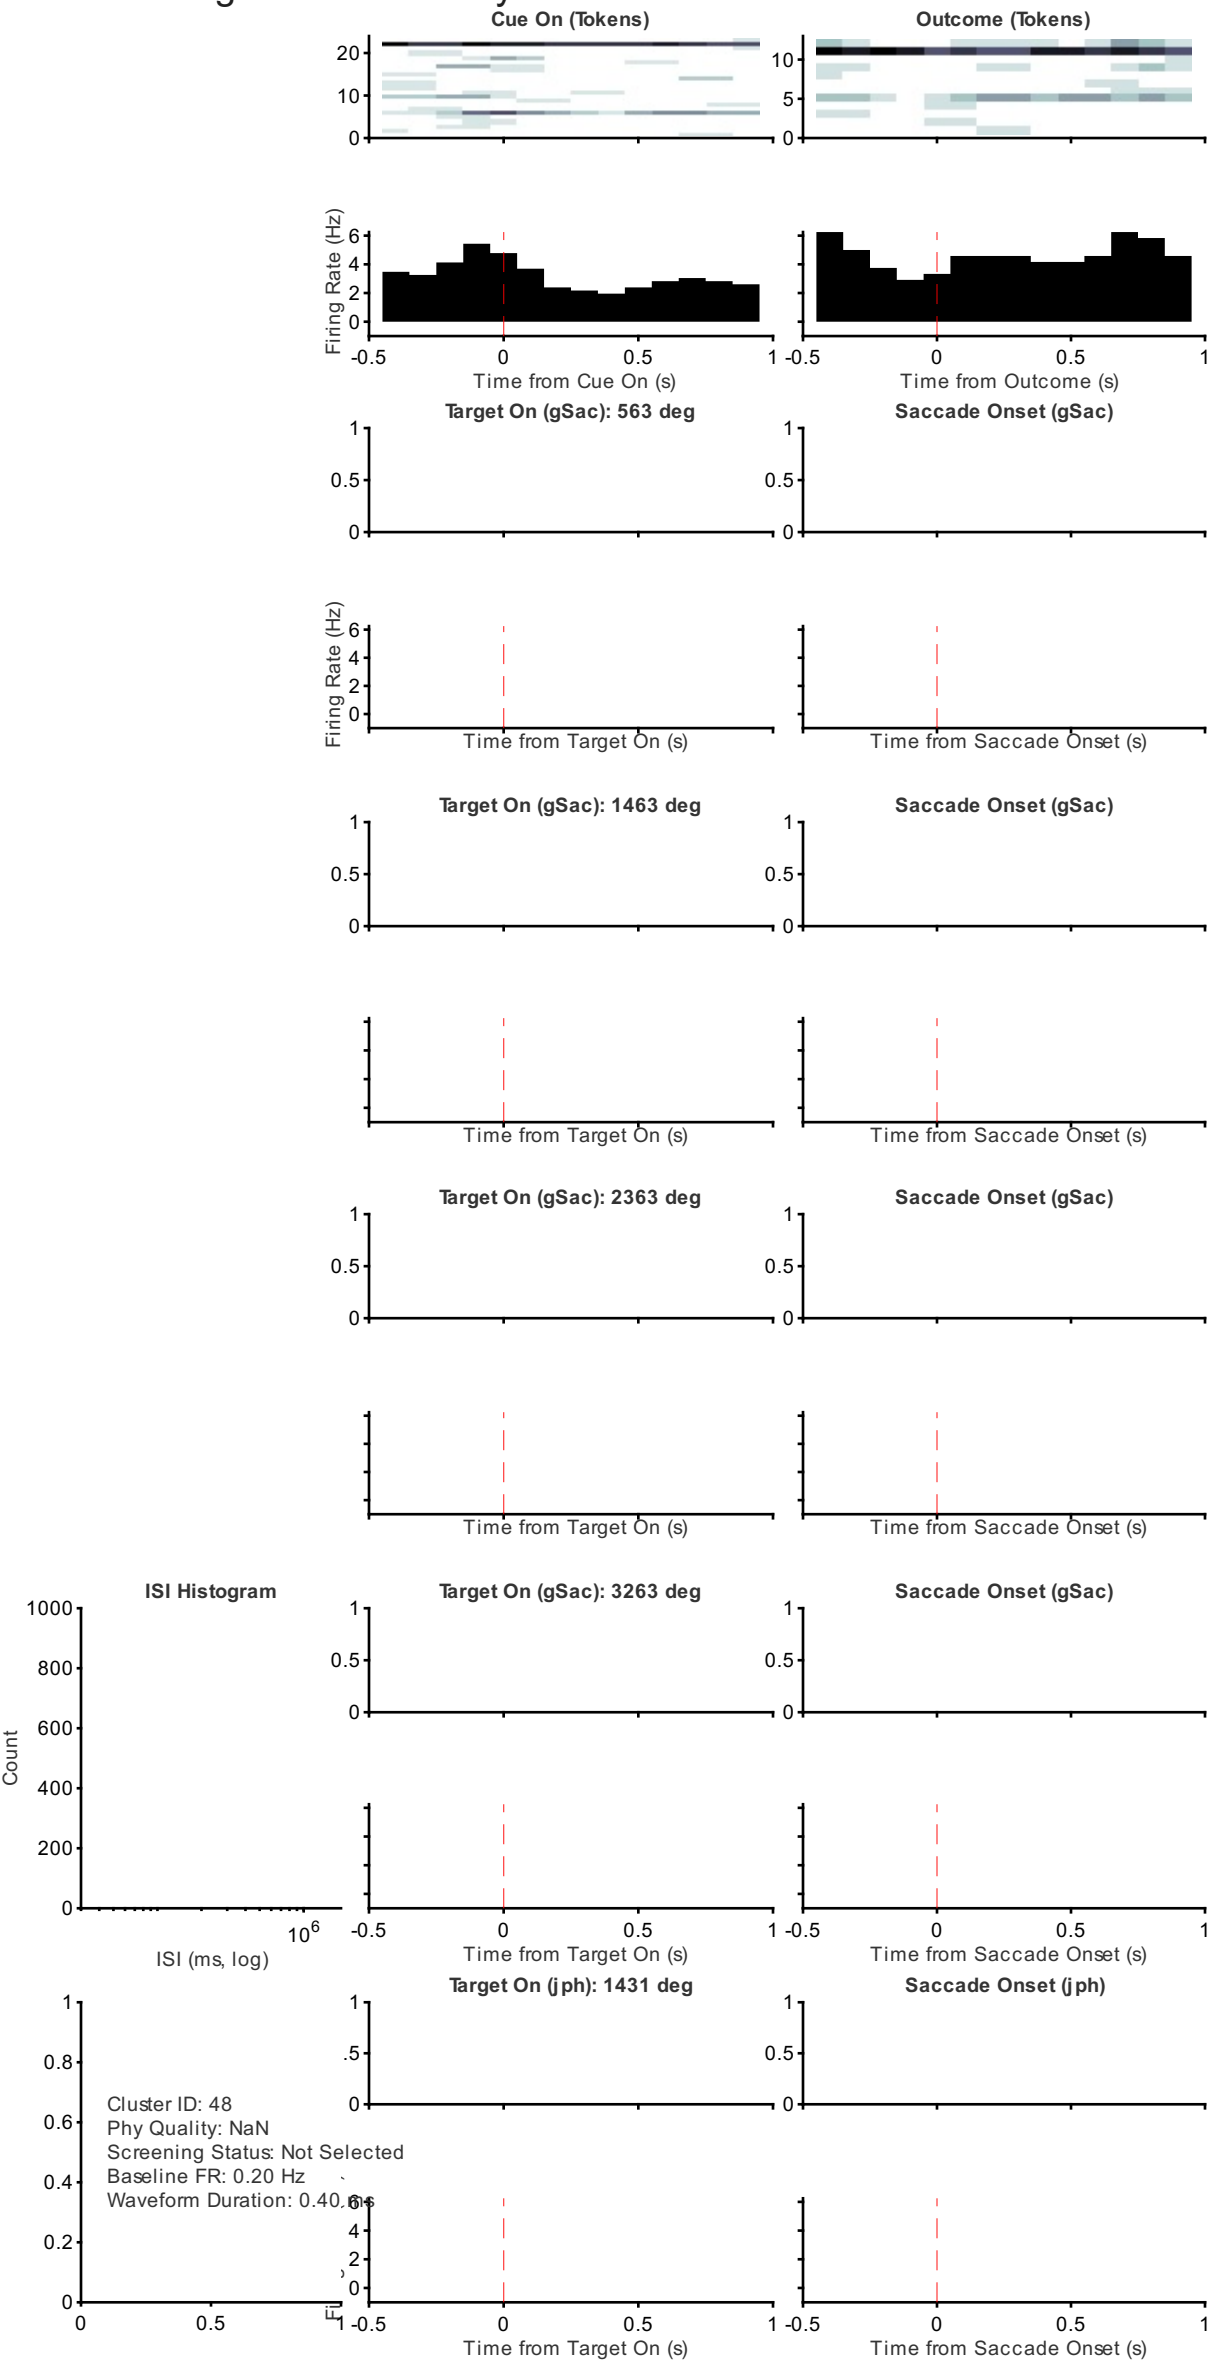 Cue On (Tokens)
Outcome (Tokens)
20
10
0
10
5
0
Firing Rate (Hz)
6
4
2
0
-0.5 0 0.5 1
-0.5 0 0.5 1
Time from Cue On (s)
Time from Outcome (s)
Target On (gSac): 563 deg
Saccade Onset (gSac)
1
0.5
0
1
0.5
0
Firing Rate (Hz)
6
4
2
0
Time from Target On (s)
Time from Saccade Onset (s)
Target On (gSac): 1463 deg
Saccade Onset (gSac)
1
0.5
0
1
0.5
0
Time from Target On (s)
Time from Saccade Onset (s)
Target On (gSac): 2363 deg
Saccade Onset (gSac)
1
0.5
0
1
0.5
0
Time from Target On (s)
Time from Saccade Onset (s)
ISI Histogram
Count
1000
800
600
400
200
0
10^6
ISI (ms, log)
Target On (gSac): 3263 deg
Saccade Onset (gSac)
1
0.5
0
1
0.5
0
-0.5 0 0.5 1
-0.5 0 0.5 1
Time from Target On (s)
Time from Saccade Onset (s)
Target On (jph): 1431 deg
Saccade Onset (jph)
1
0.8
0.6
0.4
0.2
0
0 0.5 1
Cluster ID: 48
Phy Quality: NaN
Screening Status: Not Selected
Baseline FR: 0.20 Hz
Waveform Duration: 0.40 ms
1
.5
0
1
0.5
0
6
4
2
0
-0.5 0 0.5 1
-0.5 0 0.5 1
Time from Target On (s)
Time from Saccade Onset (s)